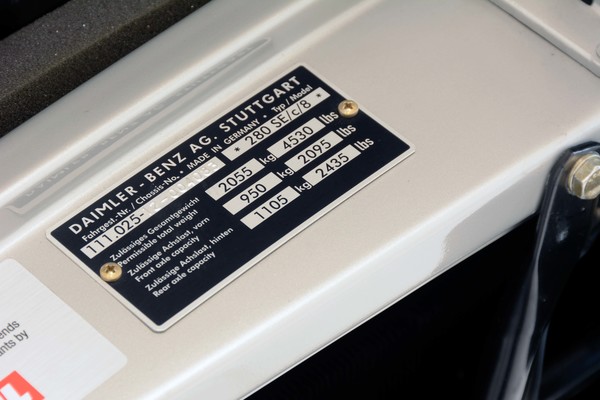 DAIMLER-BENZ AG. STUTTGART
Fahrgest.-Nr./Chassis-No. • MADE IN GERMANY • Typ/Model
111.025- * 280 SE/c/8 *
Zulässiges Gesamtgewicht
Permissible total weight
2055 kg 4530 lbs
Zulässige Achslast, vorn
Front axle capacity
950 kg 2095 lbs
Zulässige Achslast, hinten
Rear axle capacity
1105 kg 2435 lbs